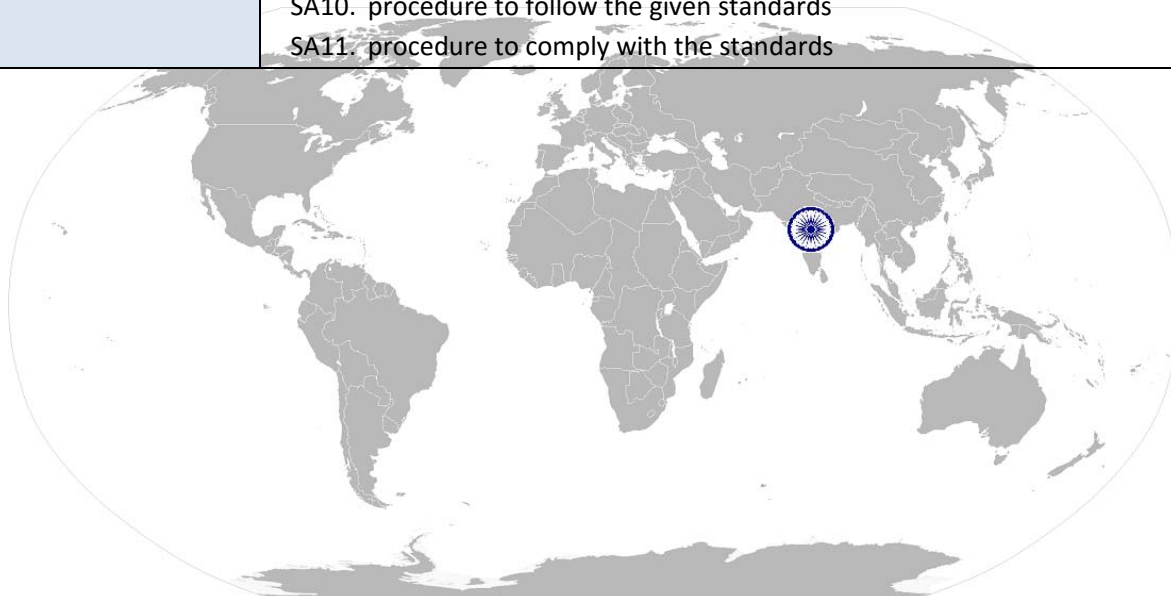 SA10. procedure to follow the given standards
SA11. procedure to comply with the standards